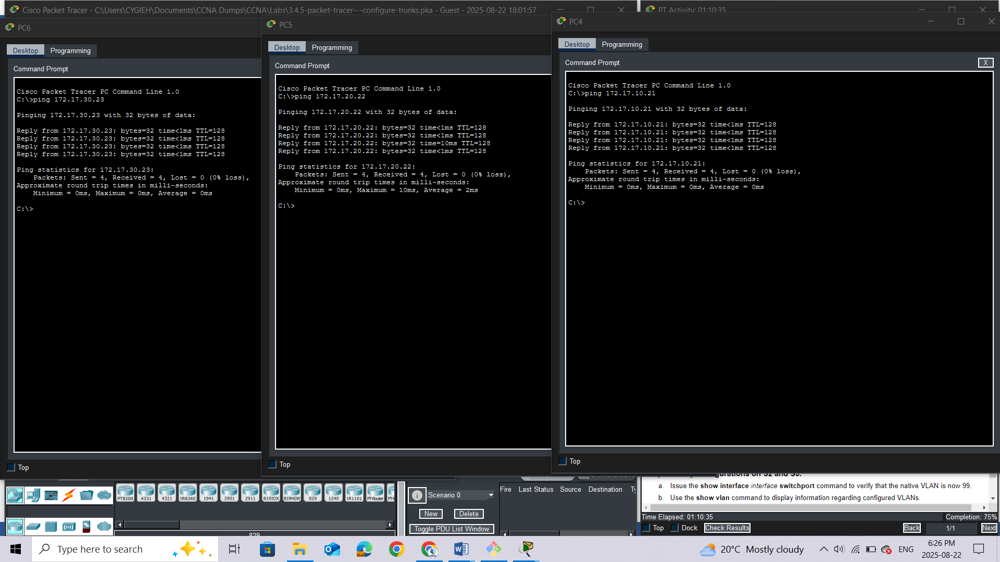 Cisco Packet Tracer - C:\Users\CYGIEH\Documents\CCNA Dumps\CCNA\Labs\3.4.5-packet-tracer---configure-trunks.pka - Guest - 2025-08-22 18:01:57
PT Activity: 01:10:35
PC6
Desktop Programming
Command Prompt
Cisco Packet Tracer PC Command Line 1.0
C:\>ping 172.17.30.23
Pinging 172.17.30.23 with 32 bytes of data:
Reply from 172.17.30.23: bytes=32 time<1ms TTL=128
Reply from 172.17.30.23: bytes=32 time<1ms TTL=128
Reply from 172.17.30.23: bytes=32 time<1ms TTL=128
Reply from 172.17.30.23: bytes=32 time<1ms TTL=128
Ping statistics for 172.17.30.23:
Packets: Sent = 4, Received = 4, Lost = 0 (0% loss),
Approximate round trip times in milli-seconds:
Minimum = 0ms, Maximum = 0ms, Average = 0ms
C:\>
Top
PC5
Desktop Programming
Command Prompt
Cisco Packet Tracer PC Command Line 1.0
C:\>ping 172.17.20.22
Pinging 172.17.20.22 with 32 bytes of data:
Reply from 172.17.20.22: bytes=32 time<1ms TTL=128
Reply from 172.17.20.22: bytes=32 time<1ms TTL=128
Reply from 172.17.20.22: bytes=32 time=10ms TTL=128
Reply from 172.17.20.22: bytes=32 time<1ms TTL=128
Ping statistics for 172.17.20.22:
Packets: Sent = 4, Received = 4, Lost = 0 (0% loss),
Approximate round trip times in milli-seconds:
Minimum = 0ms, Maximum = 10ms, Average = 2ms
C:\>
Top
PC4
Desktop Programming
Command Prompt
X
Cisco Packet Tracer PC Command Line 1.0
C:\>ping 172.17.10.21
Pinging 172.17.10.21 with 32 bytes of data:
Reply from 172.17.10.21: bytes=32 time<1ms TTL=128
Reply from 172.17.10.21: bytes=32 time<1ms TTL=128
Reply from 172.17.10.21: bytes=32 time<1ms TTL=128
Reply from 172.17.10.21: bytes=32 time<1ms TTL=128
Ping statistics for 172.17.10.21:
Packets: Sent = 4, Received = 4, Lost = 0 (0% loss),
Approximate round trip times in milli-seconds:
Minimum = 0ms, Maximum = 0ms, Average = 0ms
C:\>
Top
PT8200 4331 4321 IR8340 1941 2901 2911 819IOX 819HGW 829 1240 IR1101 PT-Router
829
Scenario 0
New Delete
Toggle PDU List Window
Fire Last Status Source Destination
on S2 and S3.
a. Issue the show interface interface switchport command to verify that the native VLAN is now 99.
b. Use the show vlan command to display information regarding configured VLANs.
Time Elapsed: 01:10:35 Completion: 75%
Top Dock Check Results Back 1/1 Next
Type here to search
20°C Mostly cloudy
ENG
6:26 PM
2025-08-22